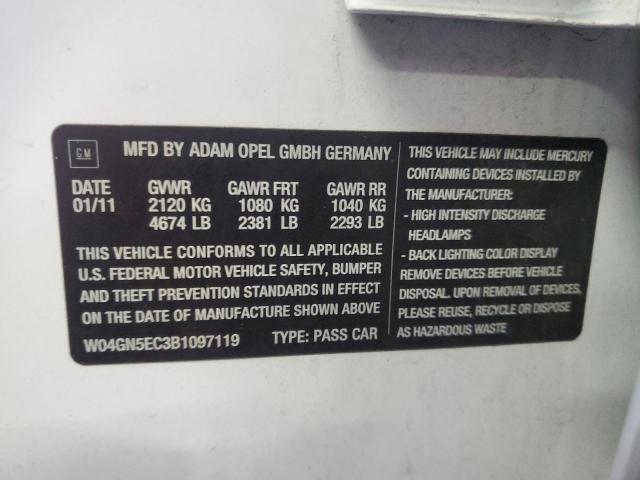 GM
MFD BY ADAM OPEL GMBH GERMANY
DATE GVWR GAWR FRT GAWR RR
01/11 2120 KG 1080 KG 1040 KG
4674 LB 2381 LB 2293 LB
THIS VEHICLE CONFORMS TO ALL APPLICABLE
U.S. FEDERAL MOTOR VEHICLE SAFETY, BUMPER
AND THEFT PREVENTION STANDARDS IN EFFECT
ON THE DATE OF MANUFACTURE SHOWN ABOVE
W04GN5EC3B1097119 TYPE: PASS CAR
THIS VEHICLE MAY INCLUDE MERCURY
CONTAINING DEVICES INSTALLED BY
THE MANUFACTURER:
- HIGH INTENSITY DISCHARGE
HEADLAMPS
- BACK LIGHTING COLOR DISPLAY
REMOVE DEVICES BEFORE VEHICLE
DISPOSAL. UPON REMOVAL OF DEVICES,
PLEASE REUSE, RECYCLE OR DISPOSE
AS HAZARDOUS WASTE